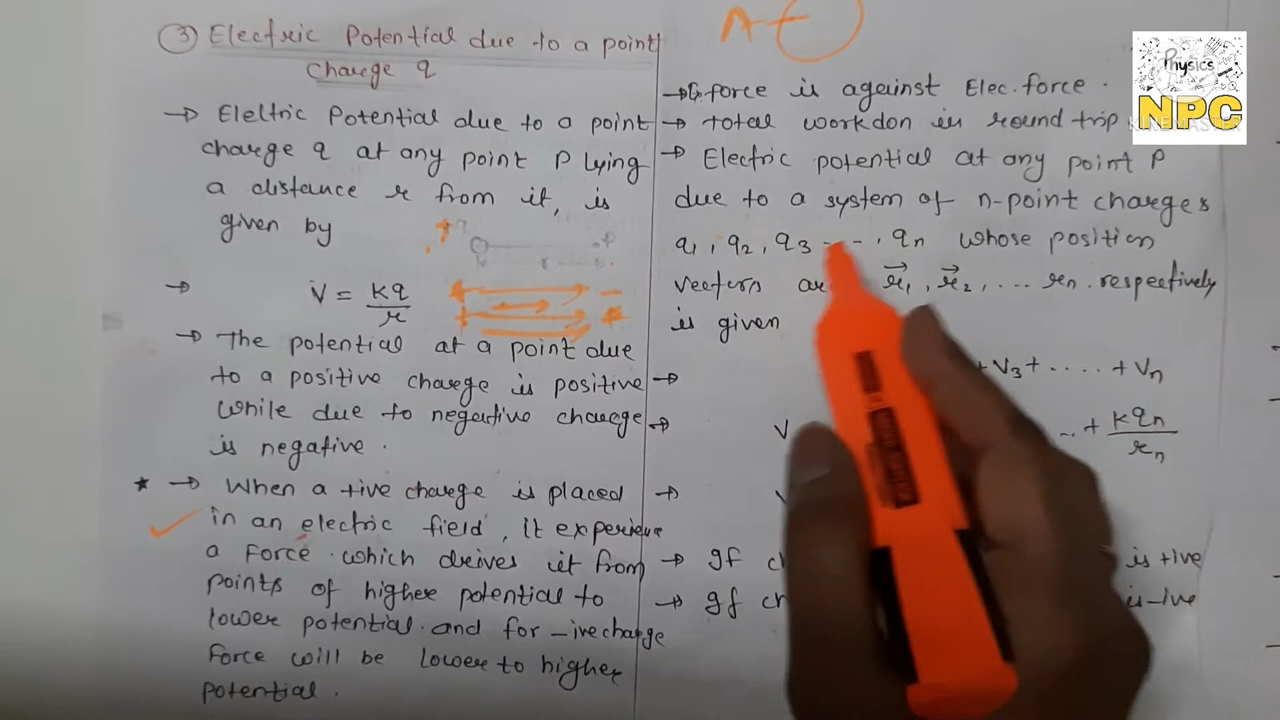 ③ Electric Potential due to a point
charge q
→ Eleltric Potential due to a point
charge q at any point P lying
a distance r from it, is
given by
→ V = kq/r
→ The potential at a point due
to a positive charge is positive
while due to negative charge
is negative.
★ → When a +ive charge is placed
in an electric field, it experience
a Force which drives it from
points of higher potential to
lower potential. and for -ive charge
Force will be lower to higher
potential.
→ force is against Elec. force.
→ total workdon in round trip
→ Electric potential at any point P
due to a system of n-point charges
q₁, q₂, q₃ --, qₙ whose position
vectors r⃗₁, r⃗₂, .... rₙ. respectively
is given
→ + V₃ + ..... + Vₙ
→ V .. + kqₙ/rₙ
→
→ If is +ive
→ If is -ive
Physics
NPC